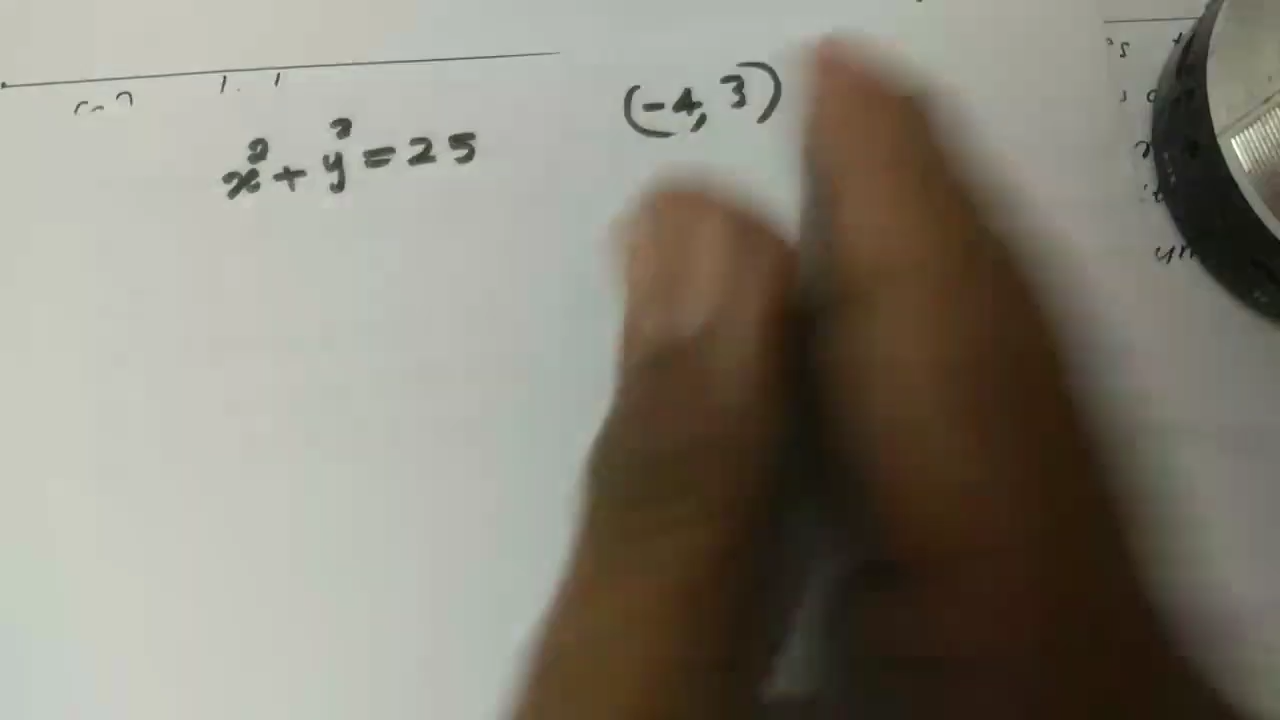 x² + y² = 25
(-4, 3)